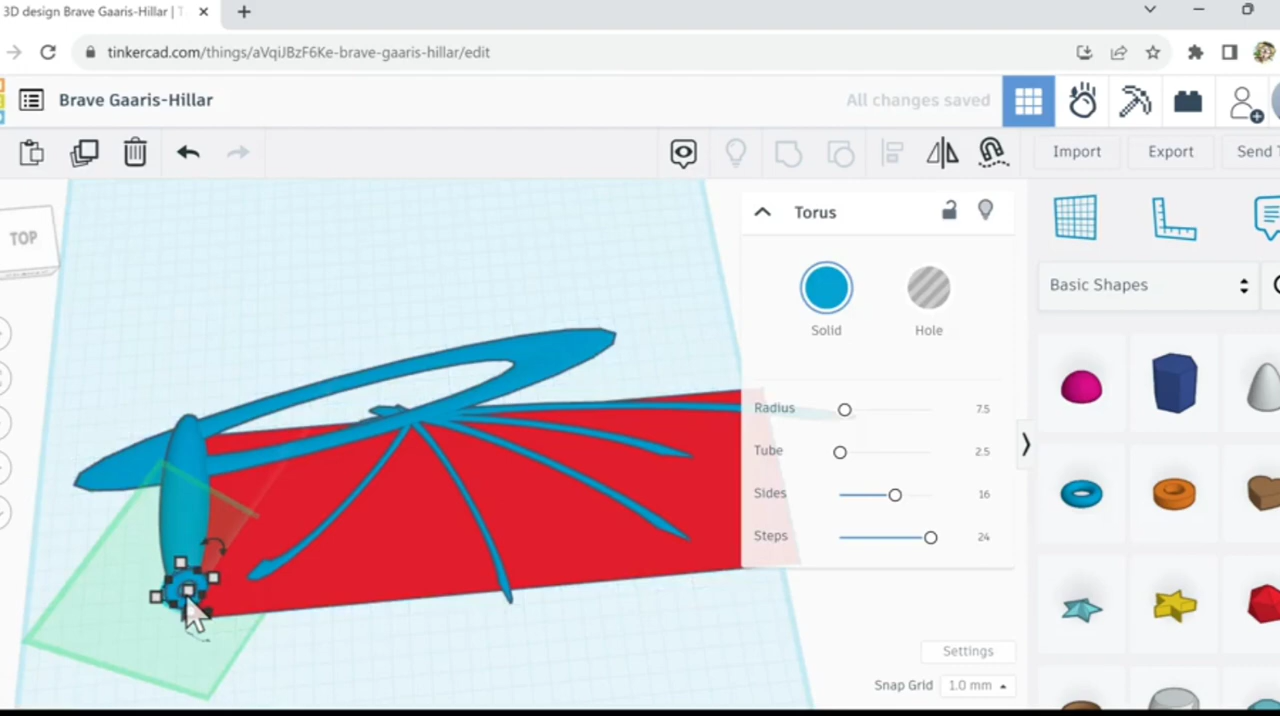 3D design Brave Gaaris-Hillar | T
tinkercad.com/things/aVqiJBzF6Ke-brave-gaaris-hillar/edit
Brave Gaaris-Hillar
All changes saved
Import
Export
Send T
TOP
Torus
Solid
Hole
Radius 7.5
Tube 2.5
Sides 16
Steps 24
Settings
Snap Grid 1.0 mm
Basic Shapes